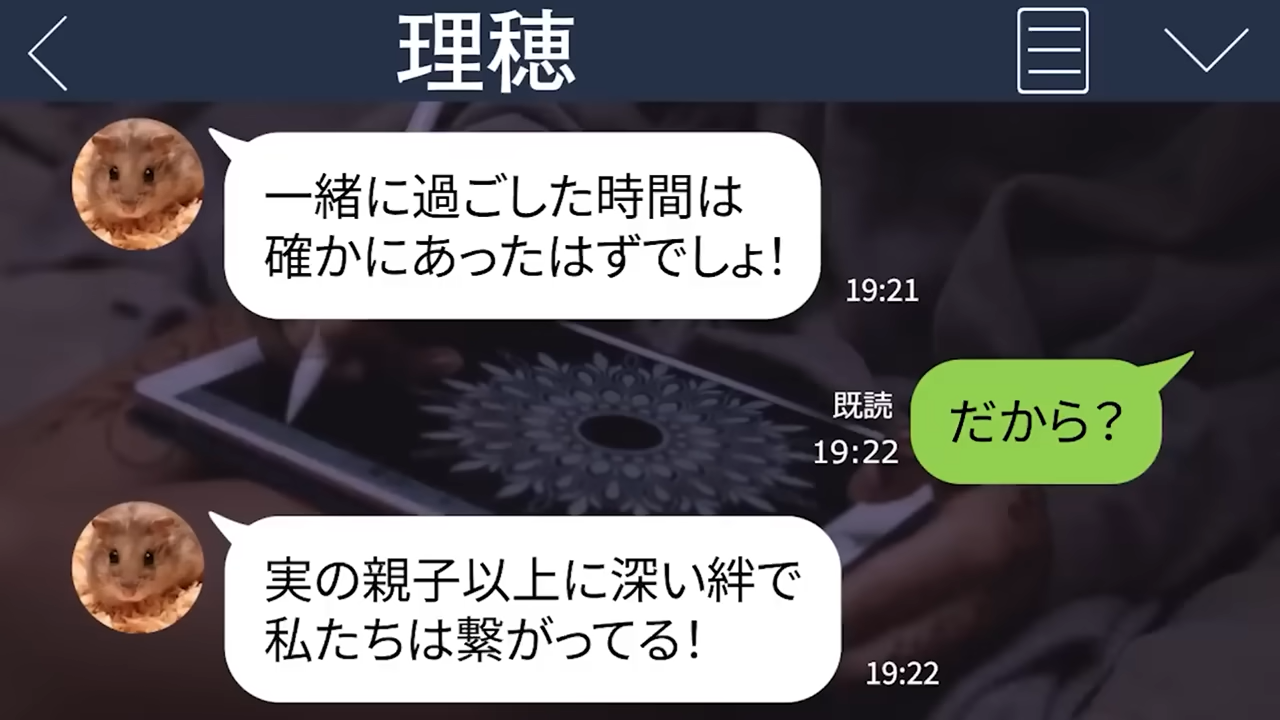 理穂
一緒に過ごした時間は
確かにあったはずでしょ!
19:21
だから?
既読
19:22
実の親子以上に深い絆で
私たちは繋がってる!
19:22